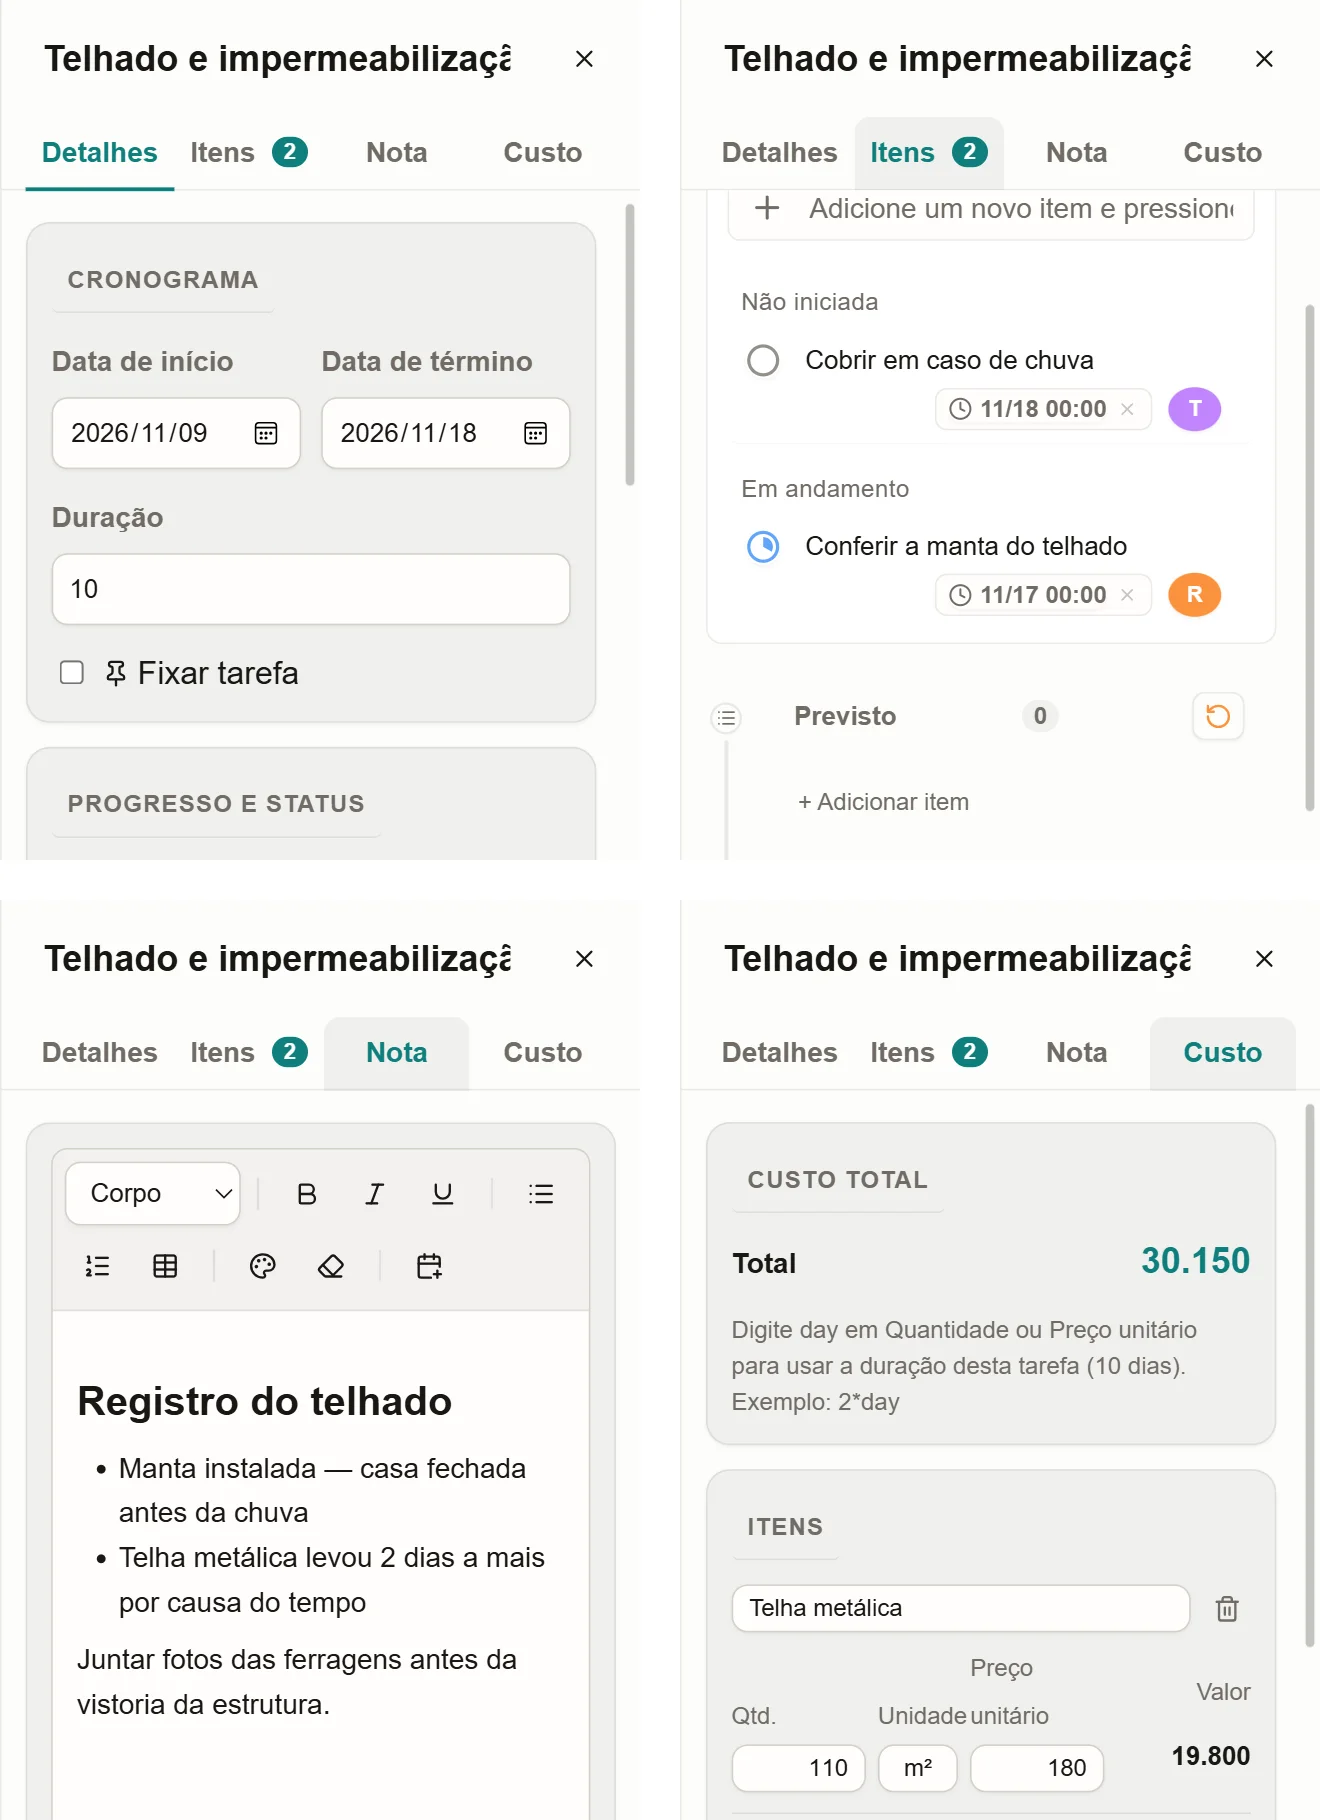 Telhado e impermeabilizaçã
Detalhes Itens 2 Nota Custo
CRONOGRAMA
Data de início Data de término
2026/11/09 2026/11/18
Duração
10
Fixar tarefa
PROGRESSO E STATUS
Telhado e impermeabilizaçã
Detalhes Itens 2 Nota Custo
Adicione um novo item e pression
Não iniciada
Cobrir em caso de chuva
11/18 00:00 T
Em andamento
Conferir a manta do telhado
11/17 00:00 R
Previsto 0
+ Adicionar item
Telhado e impermeabilizaçã
Detalhes Itens 2 Nota Custo
Corpo
Registro do telhado
• Manta instalada — casa fechada
antes da chuva
• Telha metálica levou 2 dias a mais
por causa do tempo
Juntar fotos das ferragens antes da
vistoria da estrutura.
Telhado e impermeabilizaçã
Detalhes Itens 2 Nota Custo
CUSTO TOTAL
Total 30.150
Digite day em Quantidade ou Preço unitário
para usar a duração desta tarefa (10 dias).
Exemplo: 2*day
ITENS
Telha metálica
Qtd. Unidade Preço unitário Valor
110 m² 180 19.800